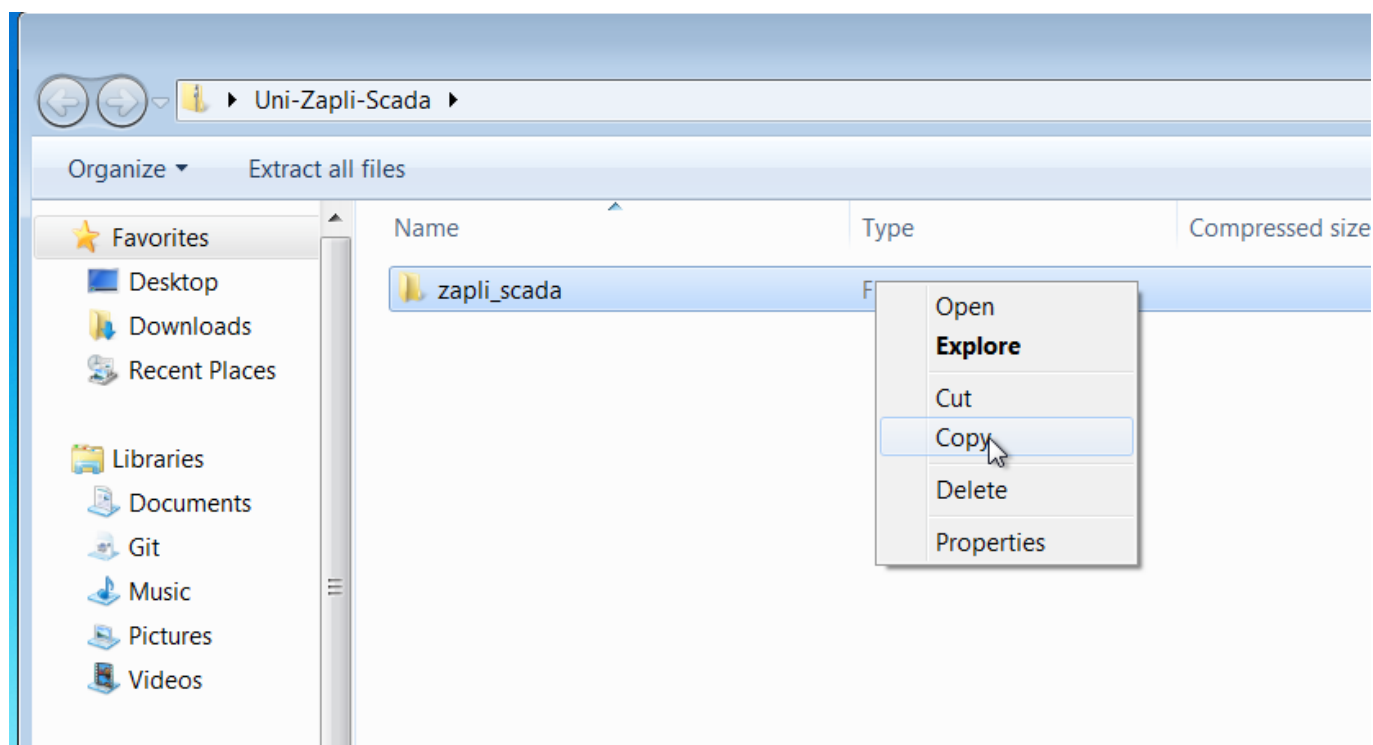 Uni-Zapli-Scada
Organize
Extract all files
Favorites
Desktop
Downloads
Recent Places
Libraries
Documents
Git
Music
Pictures
Videos
Name
Type
Compressed size
zapli_scada
F
Open
Explore
Cut
Copy
Delete
Properties